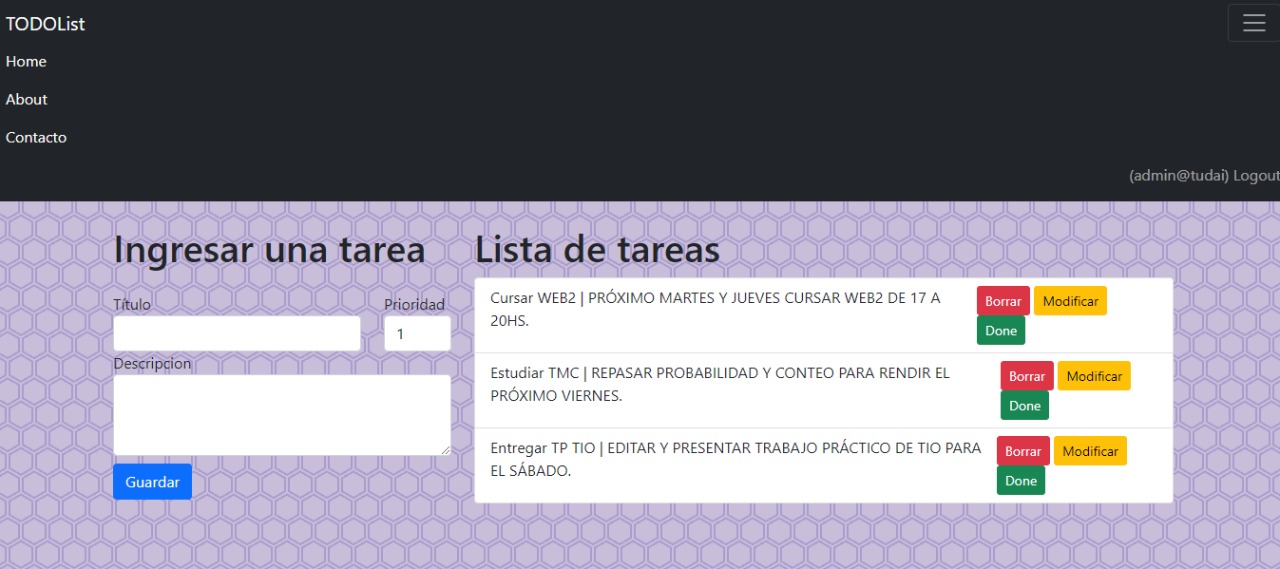 TODOList
Home
About
Contacto
(admin@tudai) Logout
Ingresar una tarea
Título
Prioridad
1
Descripcion
Guardar
Lista de tareas
Cursar WEB2 | PRÓXIMO MARTES Y JUEVES CURSAR WEB2 DE 17 A
20HS.
Borrar Modificar
Done
Estudiar TMC | REPASAR PROBABILIDAD Y CONTEO PARA RENDIR EL
PRÓXIMO VIERNES.
Borrar Modificar
Done
Entregar TP TIO | EDITAR Y PRESENTAR TRABAJO PRÁCTICO DE TIO PARA
EL SÁBADO.
Borrar Modificar
Done